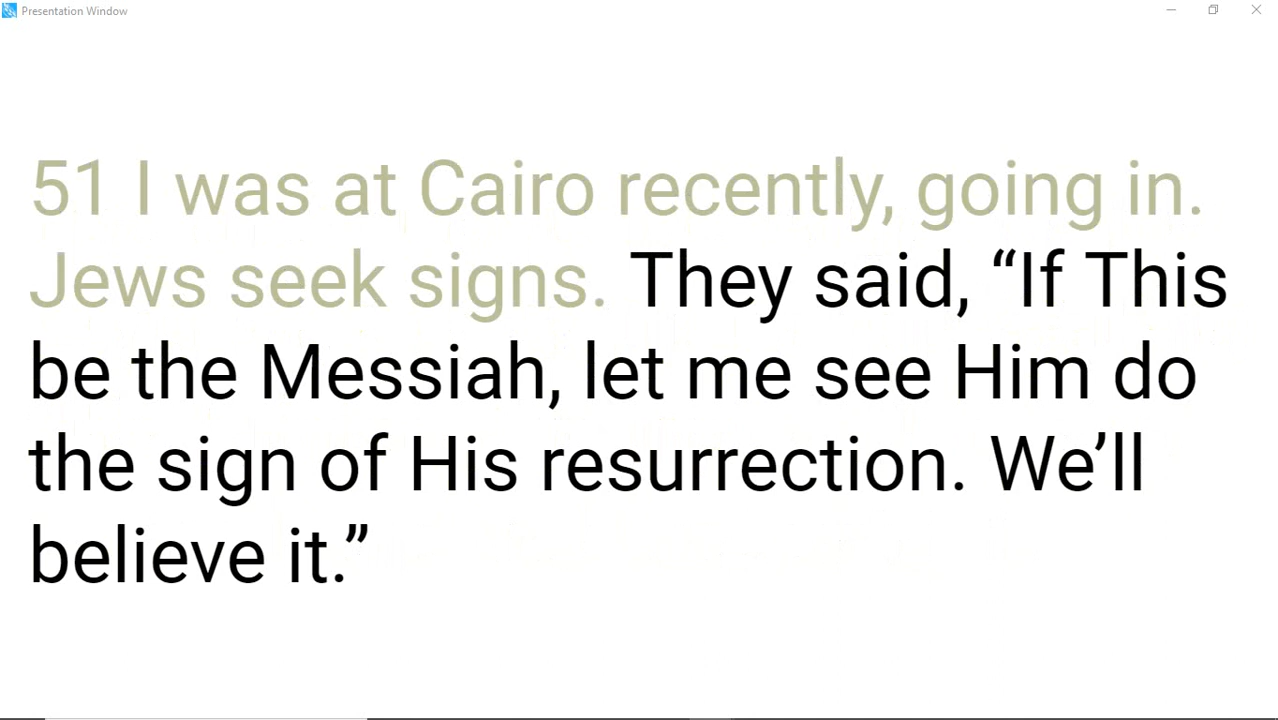 Presentation Window
51 I was at Cairo recently, going in.
Jews seek signs. They said, “If This
be the Messiah, let me see Him do
the sign of His resurrection. We’ll
believe it.”